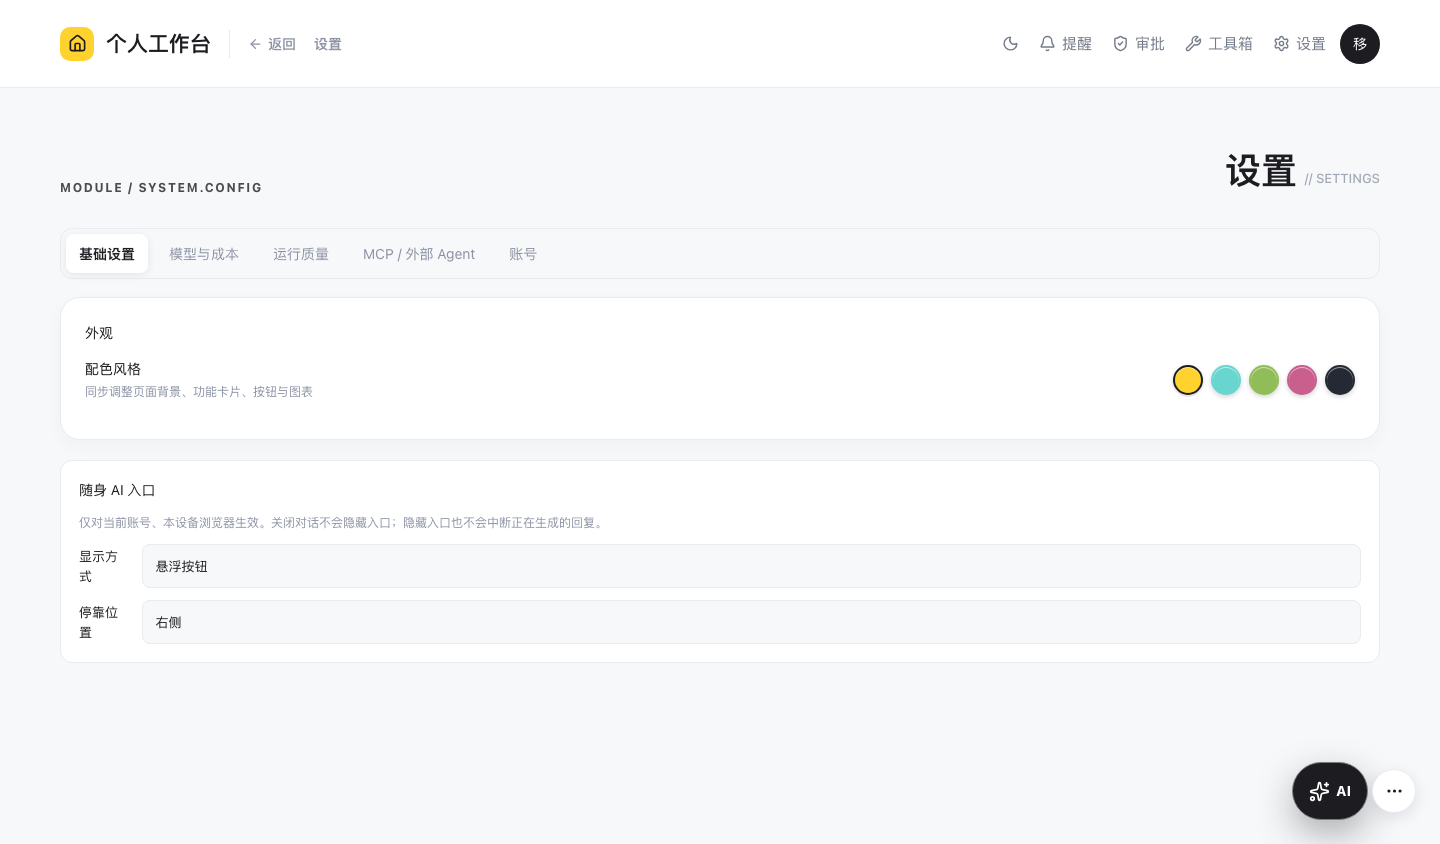 个人工作台
返回
设置
提醒
审批
工具箱
设置
移
MODULE / SYSTEM.CONFIG
设置 // SETTINGS
基础设置
模型与成本
运行质量
MCP / 外部 Agent
账号
外观
配色风格
同步调整页面背景、功能卡片、按钮与图表
随身 AI 入口
仅对当前账号、本设备浏览器生效。关闭对话不会隐藏入口；隐藏入口也不会中断正在生成的回复。
显示方
式
悬浮按钮
停靠位
置
右侧
AI